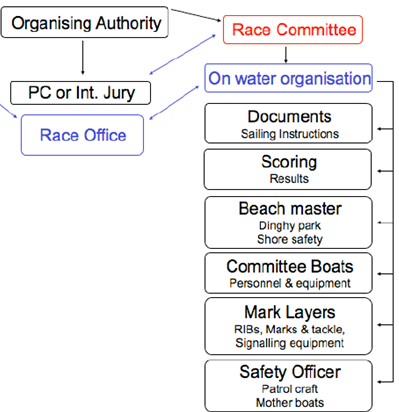 Organising Authority
Race Committee
PC or Int. Jury
On water organisation
Race Office
Documents
Sailing Instructions
Scoring
Results
Beach master
Dinghy park
Shore safety
Committee Boats
Personnel & equipment
Mark Layers
RIBs, Marks & tackle,
Signalling equipment
Safety Officer
Patrol craft
Mother boats